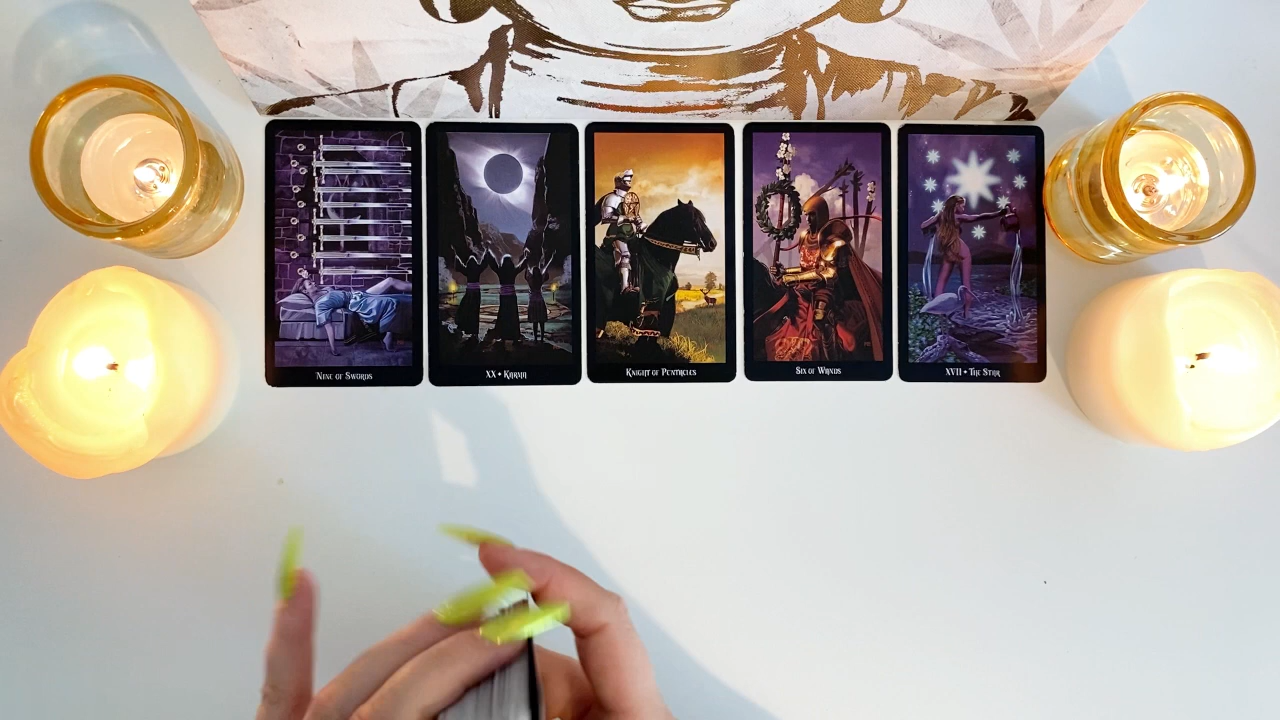 Nine of Swords
XX • Karma
Knight of Pentacles
Six of Wands
XVII • The Star